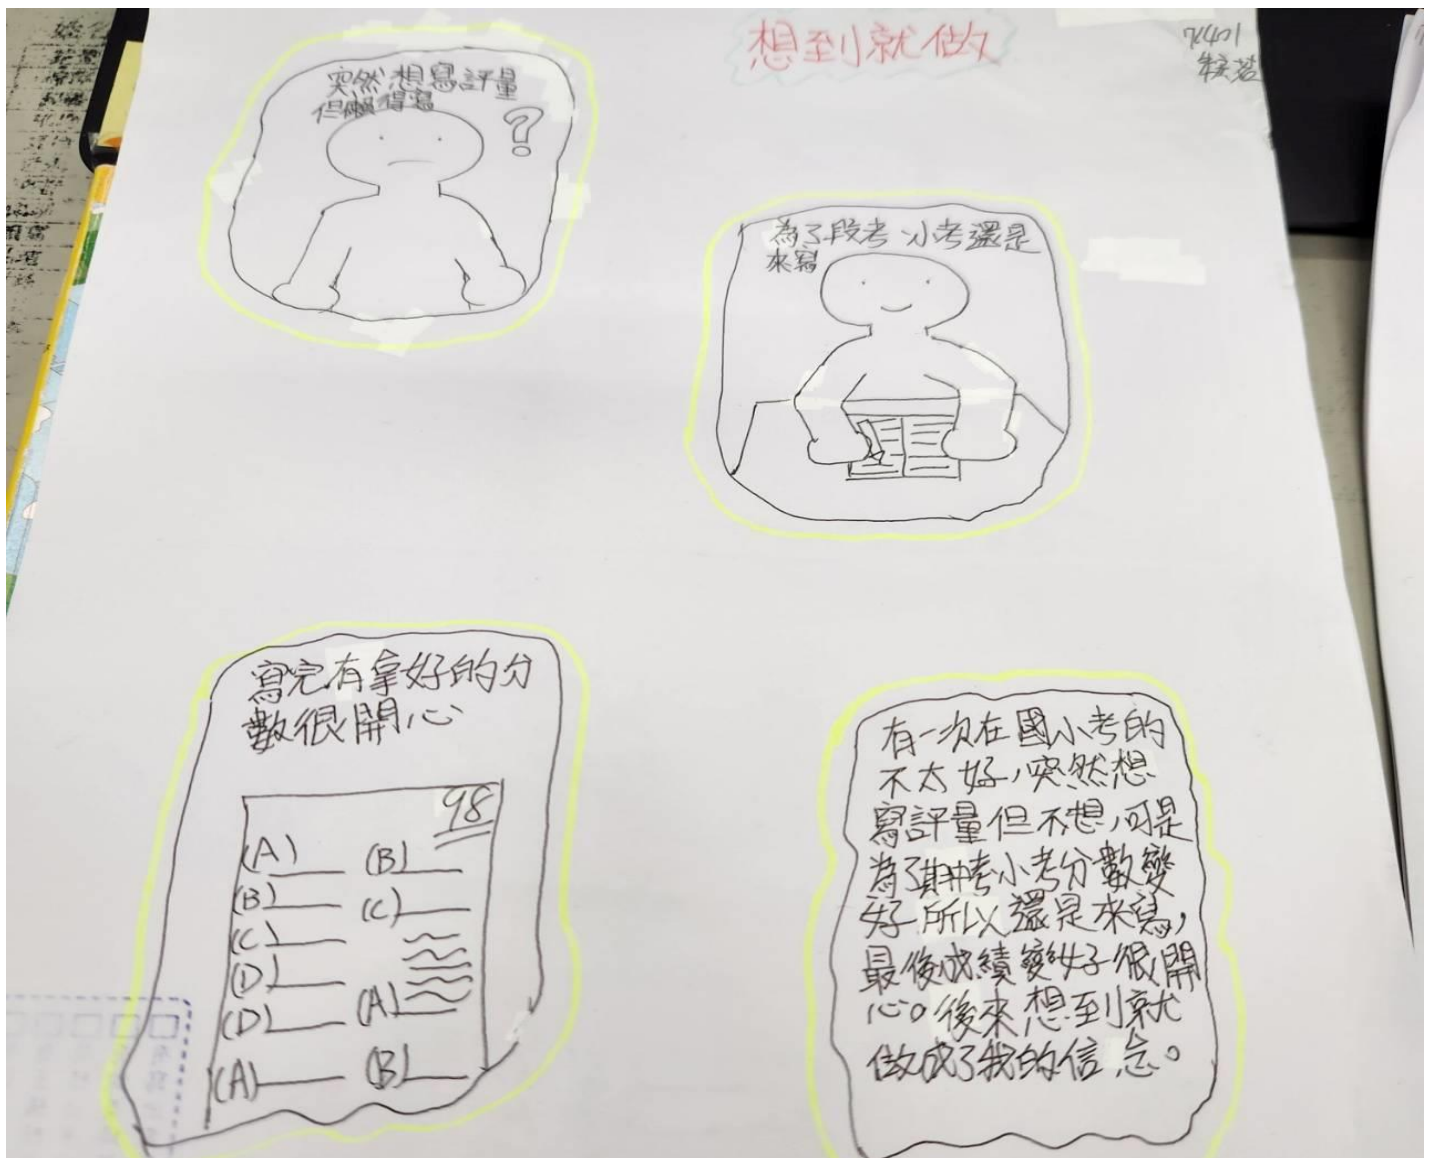 想到就做
突然想寫評量
但懶得寫
?
為了段考小考還是
來寫
寫完有拿好的分
數很開心
98
(A) (B)
(B) (C)
(C)
(D)
(D) (A)
(A) (B)
有一次在國小考的
不太好,突然想
寫評量但不想,可是
為了期中考小考分數變
好所以還是來寫,
最後成績變好很開
心。後來想到就
做成了我的信念。